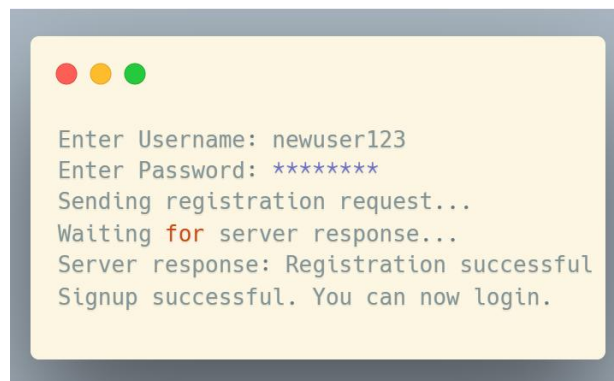 Enter Username: newuser123
Enter Password: ********
Sending registration request...
Waiting for server response...
Server response: Registration successful
Signup successful. You can now login.